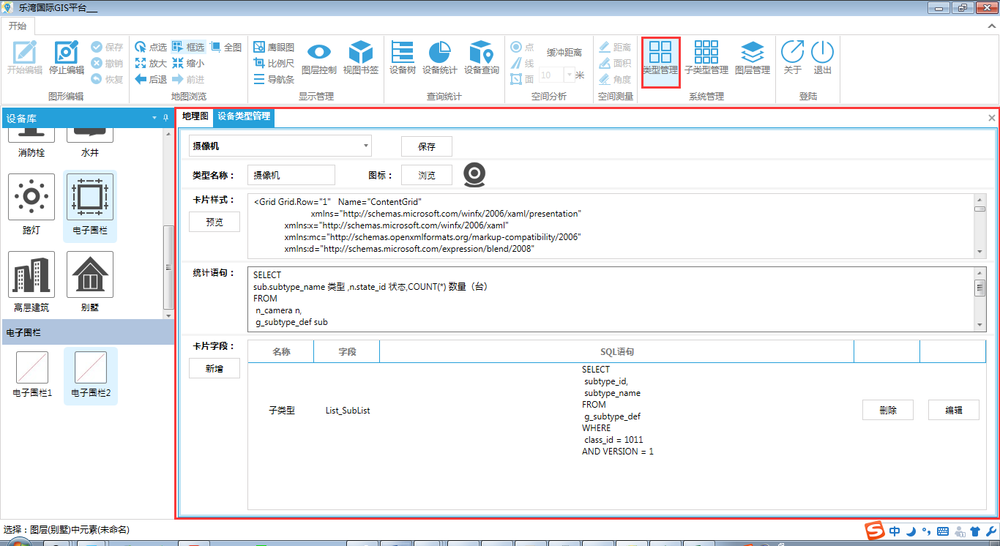 乐湾国际GIS平台___
开始
开始编辑
停止编辑
保存
撤销
恢复
图形编辑
点选 框选 全图
放大 缩小
后退 前进
地图浏览
鹰眼图
比例尺
导航条
图层控制
视图书签
显示管理
设备树
设备统计
设备查询
查询统计
点
线
面
缓冲距离
10
米
空间分析
距离
面积
角度
空间测量
类型管理
子类型管理
图层管理
系统管理
关于
退出
登陆
设备库
消防栓
水井
路灯
电子围栏
高层建筑
别墅
电子围栏
电子围栏1
电子围栏2
地理图 设备类型管理
摄像机
保存
类型名称：
摄像机
图标：
浏览
卡片样式：
预览
<Grid Grid.Row="1" Name="ContentGrid"
xmlns="http://schemas.microsoft.com/winfx/2006/xaml/presentation"
xmlns:x="http://schemas.microsoft.com/winfx/2006/xaml"
xmlns:mc="http://schemas.openxmlformats.org/markup-compatibility/2006"
xmlns:d="http://schemas.microsoft.com/expression/blend/2008"
统计语句：
SELECT
sub.subtype_name 类型 ,n.state_id 状态,COUNT(*) 数量（台）
FROM
n_camera n,
g_subtype_def sub
卡片字段：
新增
名称 字段 SQL语句
子类型 List_SubList
SELECT
subtype_id,
subtype_name
FROM
g_subtype_def
WHERE
class_id = 1011
AND VERSION = 1
删除 编辑
选择：图层(别墅)中元素(未命名)
S 中